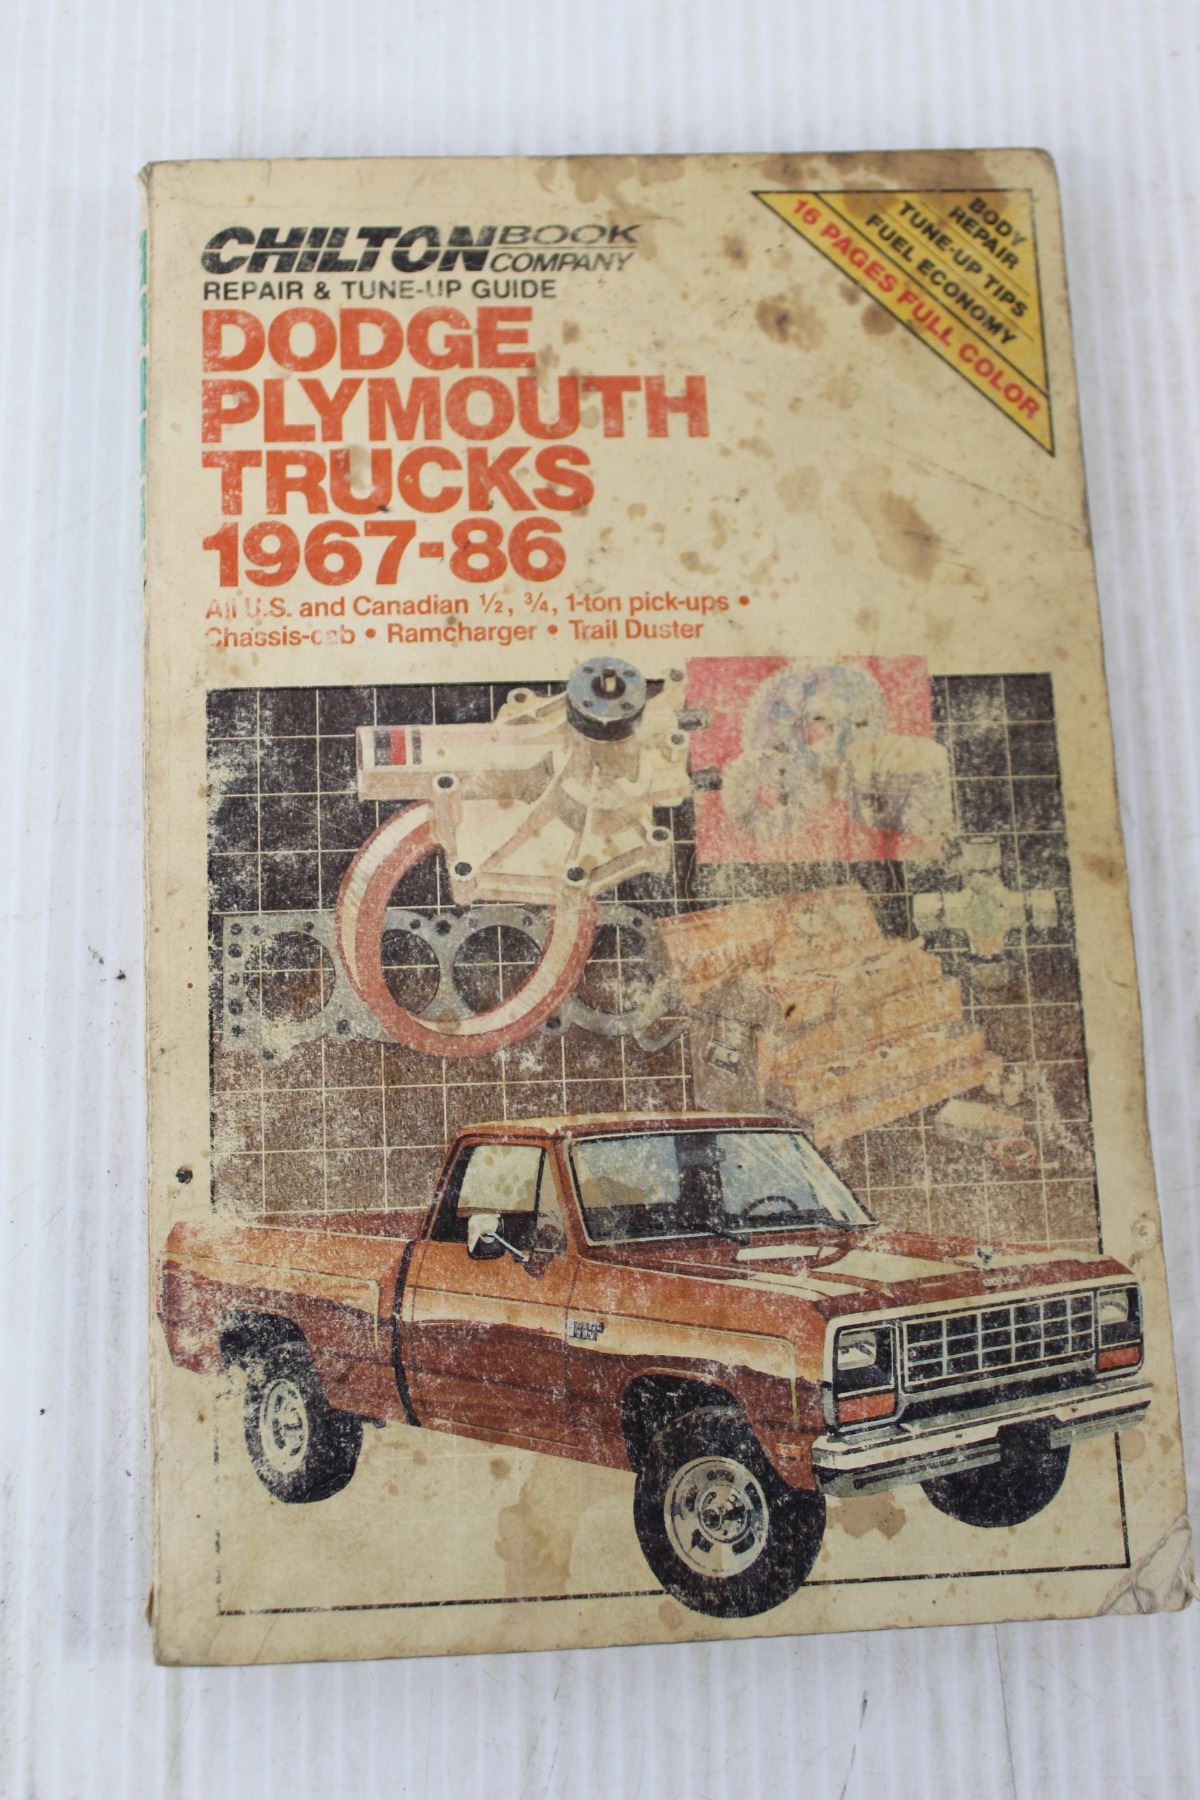 CHILTON BOOK COMPANY
REPAIR & TUNE-UP GUIDE
DODGE
PLYMOUTH
TRUCKS
1967-86
All U.S. and Canadian ½, ¾, 1-ton pick-ups •
Chassis-cab • Ramcharger • Trail Duster
BODY
REPAIR
TUNE-UP TIPS
FUEL ECONOMY
16 PAGES FULL COLOR
DODGE